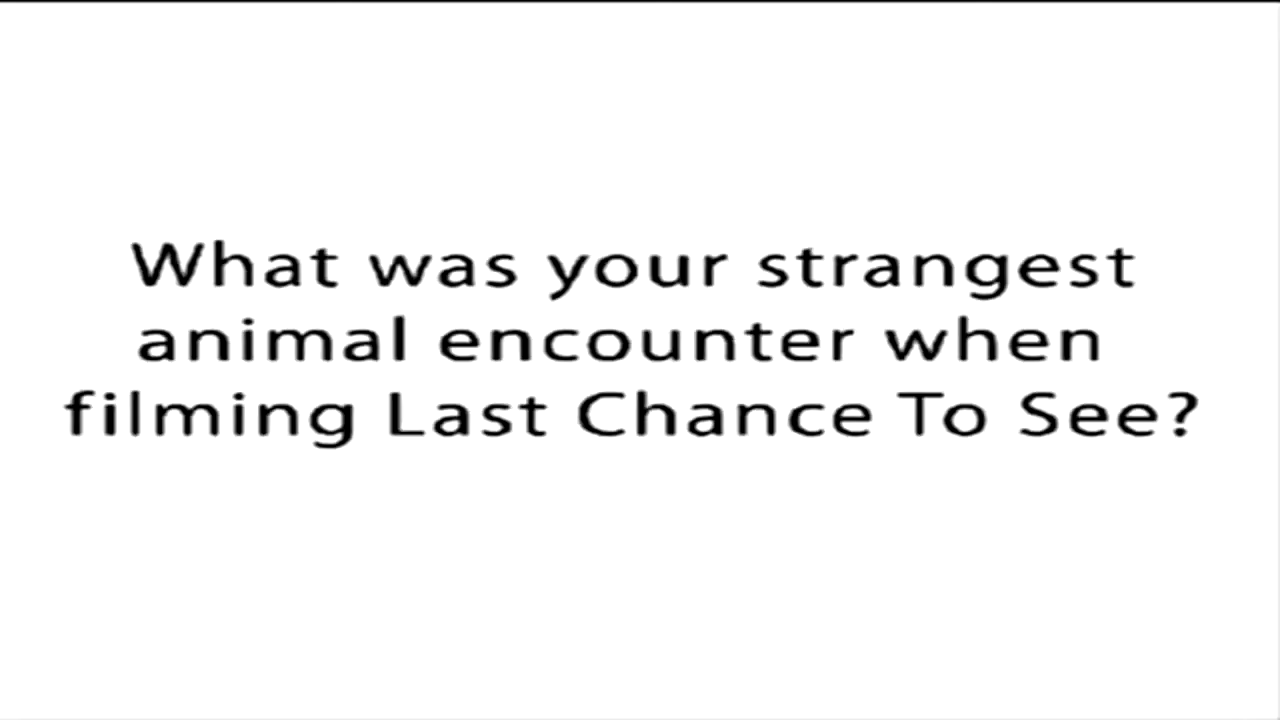 What was your strangest
animal encounter when
filming Last Chance To See?